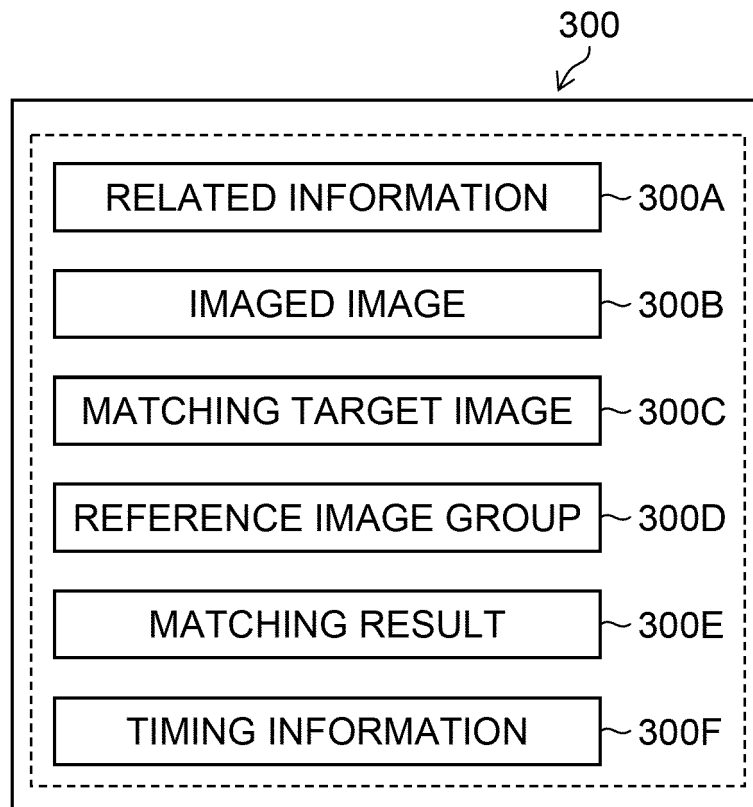 300
RELATED INFORMATION 300A
IMAGED IMAGE 300B
MATCHING TARGET IMAGE 300C
REFERENCE IMAGE GROUP 300D
MATCHING RESULT 300E
TIMING INFORMATION 300F